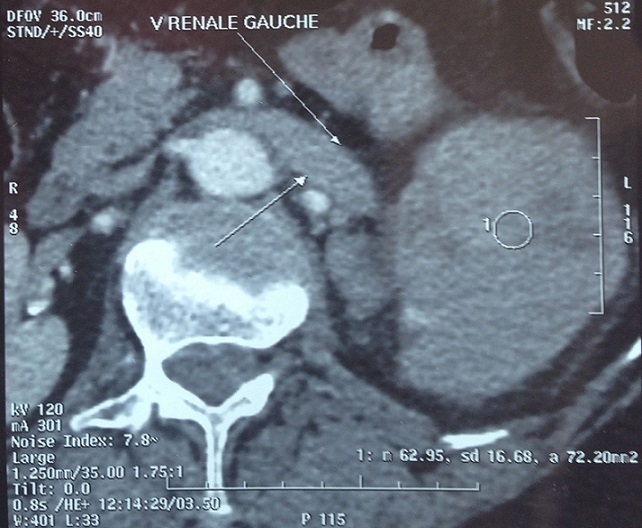 DFOV 36.0cm
STND/+/SS40
V RENALE GAUCHE
512
MF:2.2
R
48
L
116
1
kV 120
mA 301
Noise Index: 7.8~
Large
1.250mm/35.00 1.75:1
Tilt: 0.0
0.8s /HE+ 12:14:29/03.50
W:401 L:33
P 115
1: m 62.95, sd 16.68, a 72.20mm2